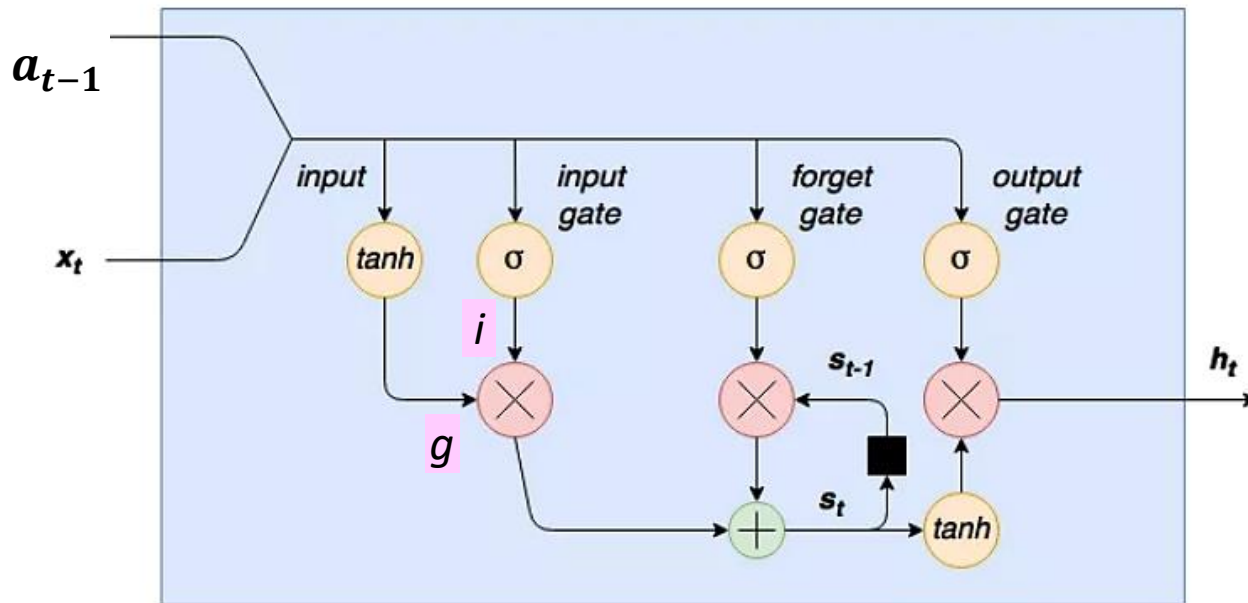 a_{t-1}
input
input
gate
forget
gate
output
gate
x_t
tanh
σ
σ
σ
i
s_{t-1}
h_t
g
s_t
tanh